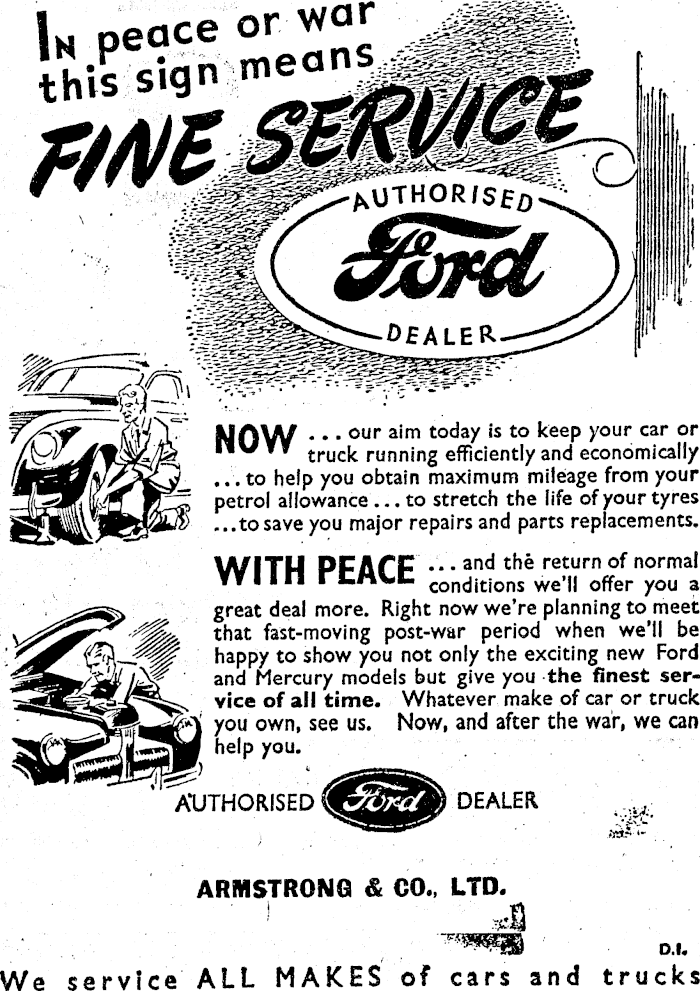 IN peace or war
this sign means
FINE SERVICE
AUTHORISED
Ford
DEALER
NOW ... our aim today is to keep your car or
truck running efficiently and economically
... to help you obtain maximum mileage from your
petrol allowance ... to stretch the life of your tyres
... to save you major repairs and parts replacements.
WITH PEACE ... and the return of normal
conditions we'll offer you a
great deal more. Right now we're planning to meet
that fast-moving post-war period when we'll be
happy to show you not only the exciting new Ford
and Mercury models but give you the finest ser-
vice of all time. Whatever make of car or truck
you own, see us. Now, and after the war, we can
help you.
AUTHORISED Ford DEALER
ARMSTRONG & CO., LTD.
D.I.
We service ALL MAKES of cars and trucks